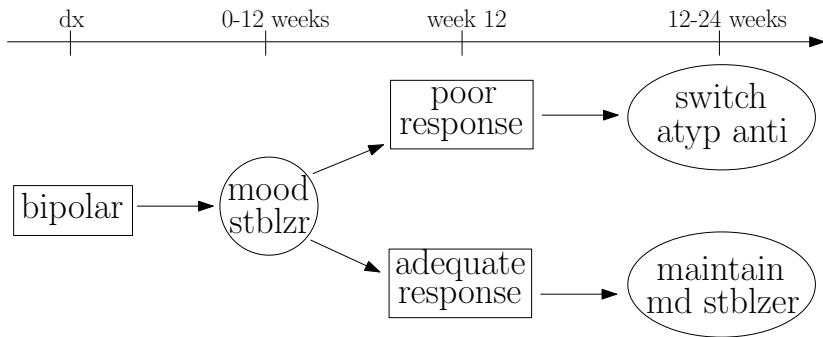 dx
0-12 weeks
week 12
12-24 weeks
poor
response
switch
atyp anti
bipolar
mood
stblzr
adequate
response
maintain
md stblzer